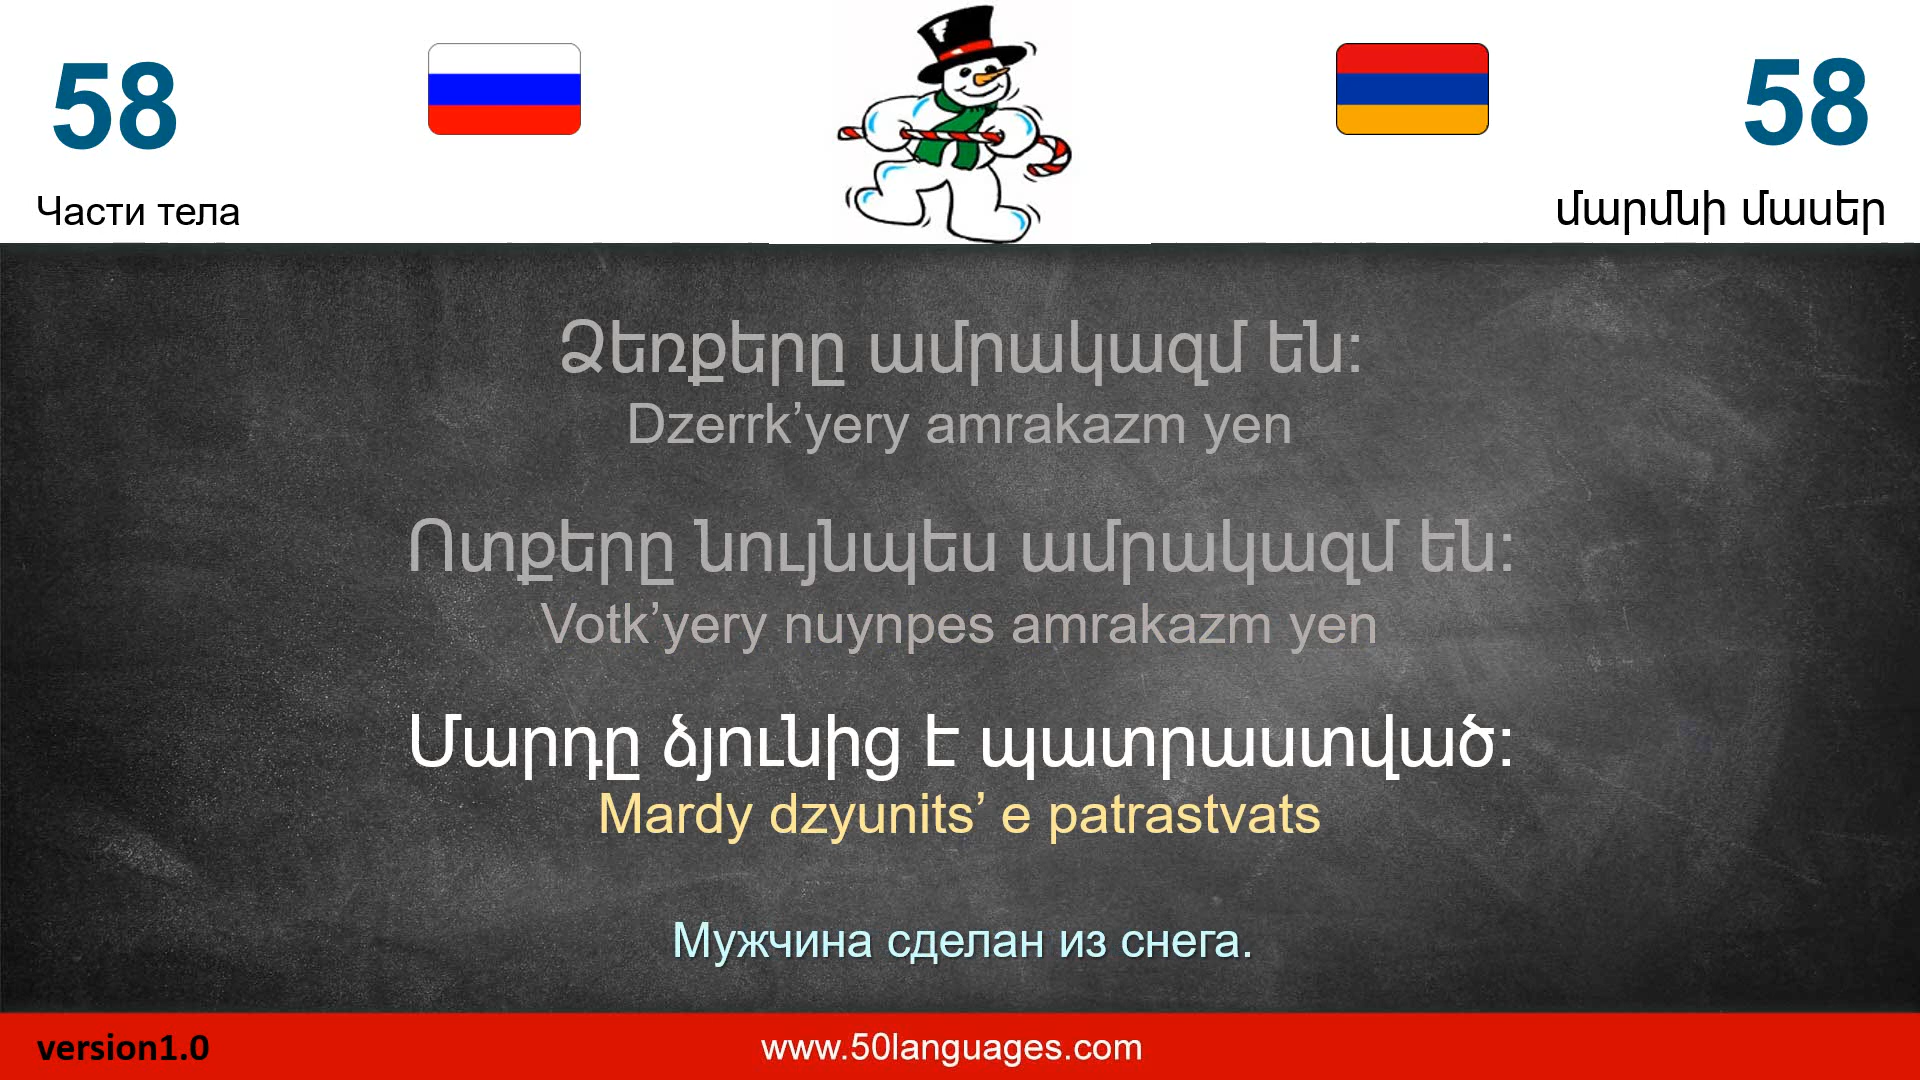 58
58
Части тела
մարմնի մասեր
Ձեռքերը ամրակազմ են:
Dzerrk’yery amrakazm yen
Ոտքերը նույնպես ամրակազմ են:
Votk’yery nuynpes amrakazm yen
Մարդը ձյունից է պատրաստված:
Mardy dzyunits’ e patrastvats
Мужчина сделан из снега.
version1.0
www.50languages.com